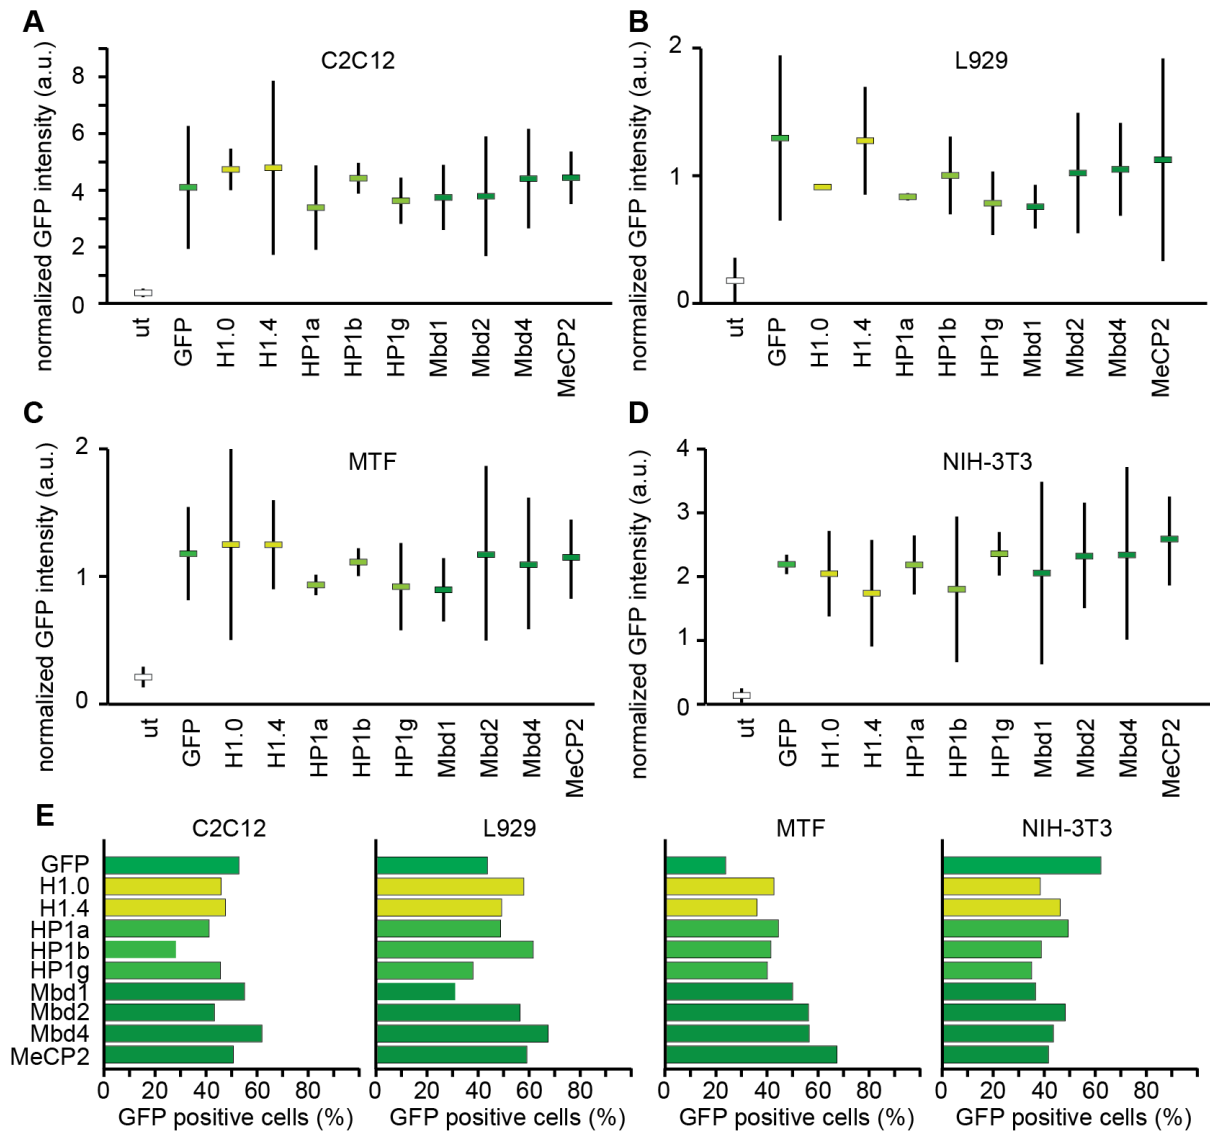 A
C2C12
normalized GFP intensity (a.u.)
8
6
4
2
0
ut
GFP
H1.0
H1.4
HP1a
HP1b
HP1g
Mbd1
Mbd2
Mbd4
MeCP2
B
L929
normalized GFP intensity (a.u.)
2
1
0
ut
GFP
H1.0
H1.4
HP1a
HP1b
HP1g
Mbd1
Mbd2
Mbd4
MeCP2
C
MTF
normalized GFP intensity (a.u.)
2
1
0
ut
GFP
H1.0
H1.4
HP1a
HP1b
HP1g
Mbd1
Mbd2
Mbd4
MeCP2
D
NIH-3T3
normalized GFP intensity (a.u.)
4
3
2
1
0
ut
GFP
H1.0
H1.4
HP1a
HP1b
HP1g
Mbd1
Mbd2
Mbd4
MeCP2
E
C2C12
GFP
H1.0
H1.4
HP1a
HP1b
HP1g
Mbd1
Mbd2
Mbd4
MeCP2
0 20 40 60 80
GFP positive cells (%)
L929
0 20 40 60 80
GFP positive cells (%)
MTF
0 20 40 60 80
GFP positive cells (%)
NIH-3T3
0 20 40 60 80
GFP positive cells (%)